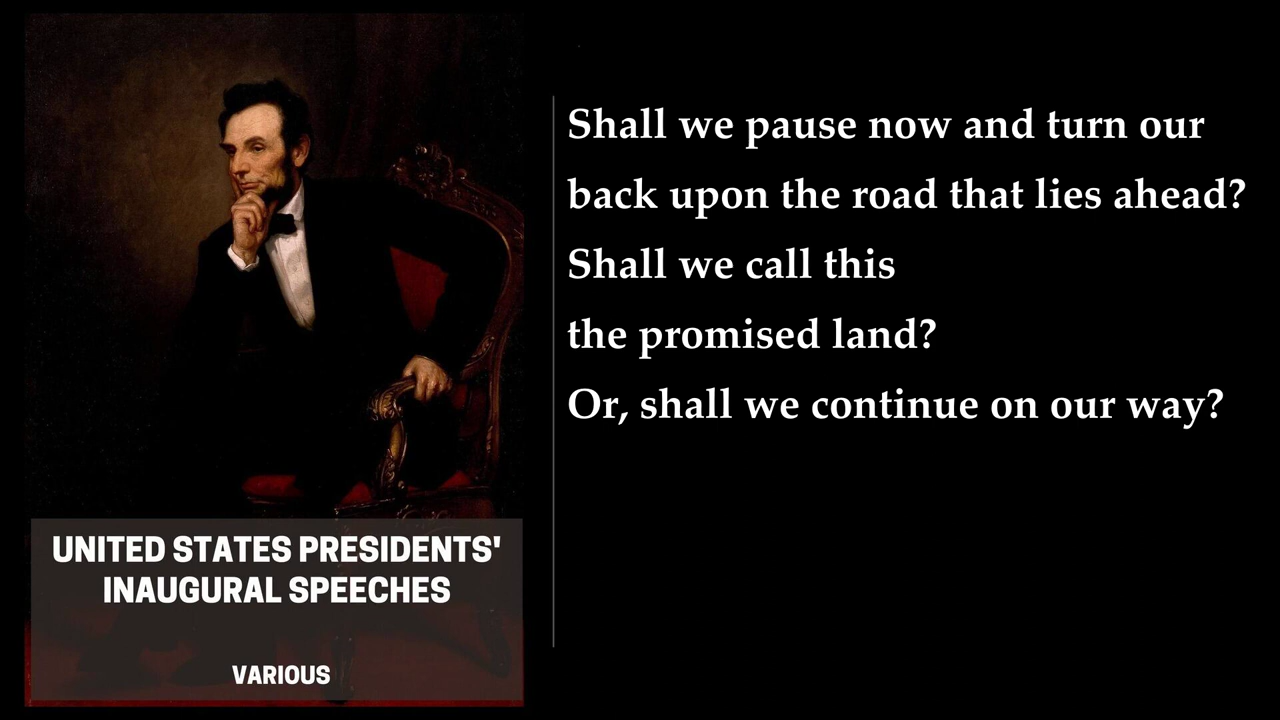 Shall we pause now and turn our
back upon the road that lies ahead?
Shall we call this
the promised land?
Or, shall we continue on our way?
UNITED STATES PRESIDENTS'
INAUGURAL SPEECHES
VARIOUS